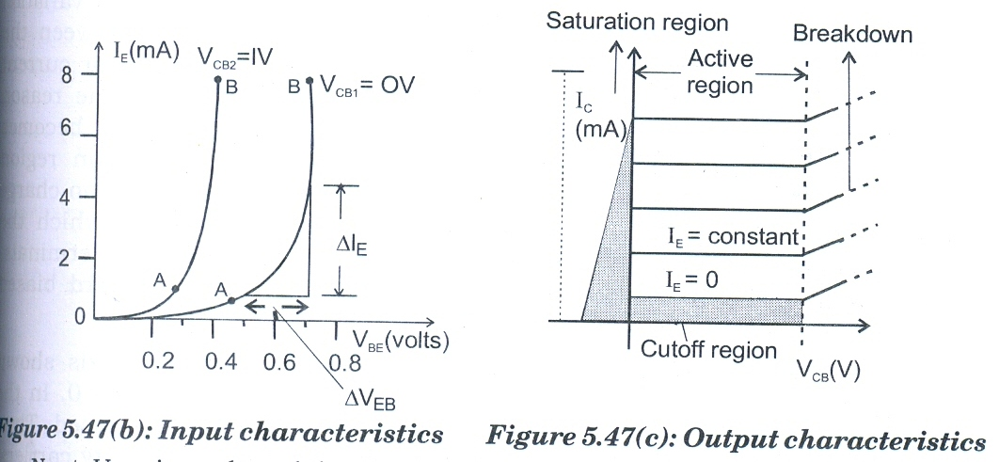 I_E(mA)
V_CB2=IV
8
B
B
V_CB1= OV
6
4
ΔI_E
2
A
A
0
V_BE(volts)
0.2
0.4
0.6
0.8
ΔV_EB
Figure 5.47(b): Input characteristics
Saturation region
Breakdown
Active
region
I_C
(mA)
I_E = constant
I_E = 0
Cutoff region
V_CB(V)
Figure 5.47(c): Output characteristics